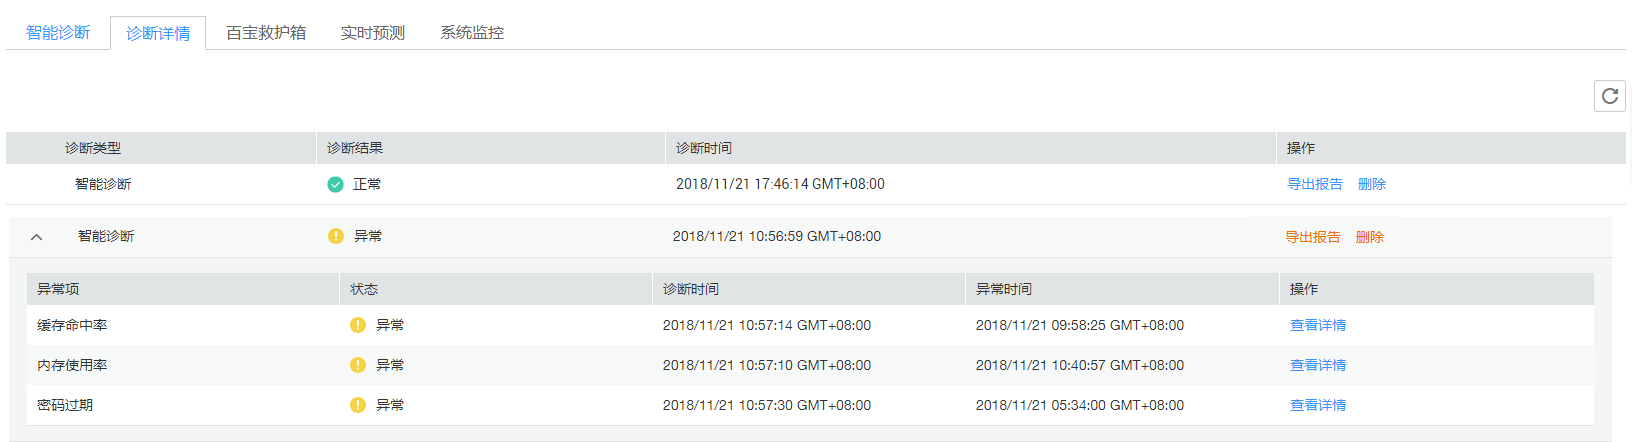 智能诊断 诊断详情 百宝救护箱 实时预测 系统监控
诊断类型 诊断结果 诊断时间 操作
智能诊断 正常 2018/11/21 17:46:14 GMT+08:00 导出报告 删除
智能诊断 异常 2018/11/21 10:56:59 GMT+08:00 导出报告 删除
异常项 状态 诊断时间 异常时间 操作
缓存命中率 异常 2018/11/21 10:57:14 GMT+08:00 2018/11/21 09:58:25 GMT+08:00 查看详情
内存使用率 异常 2018/11/21 10:57:10 GMT+08:00 2018/11/21 10:40:57 GMT+08:00 查看详情
密码过期 异常 2018/11/21 10:57:30 GMT+08:00 2018/11/21 05:34:00 GMT+08:00 查看详情